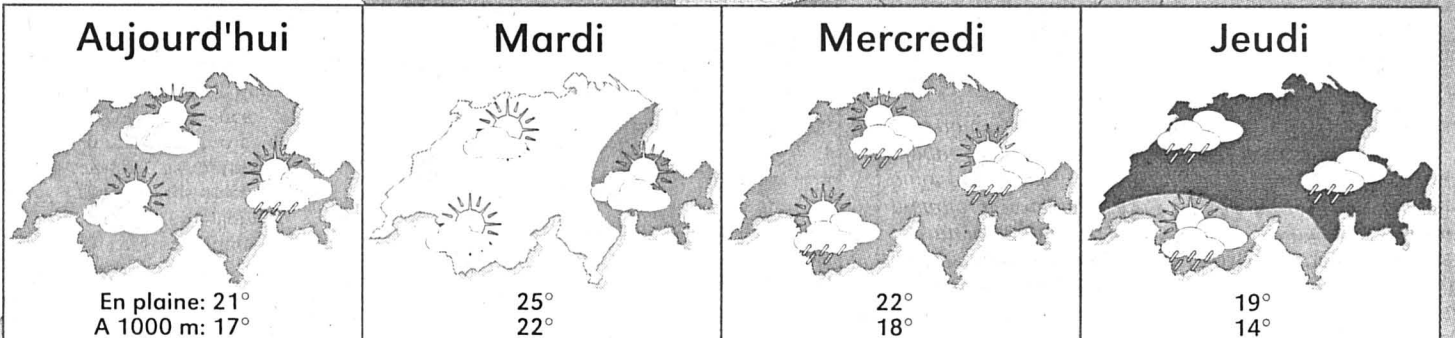 Aujourd'hui
En plaine: 21°
A 1000 m: 17°
Mardi
25°
22°
Mercredi
22°
18°
Jeudi
19°
14°